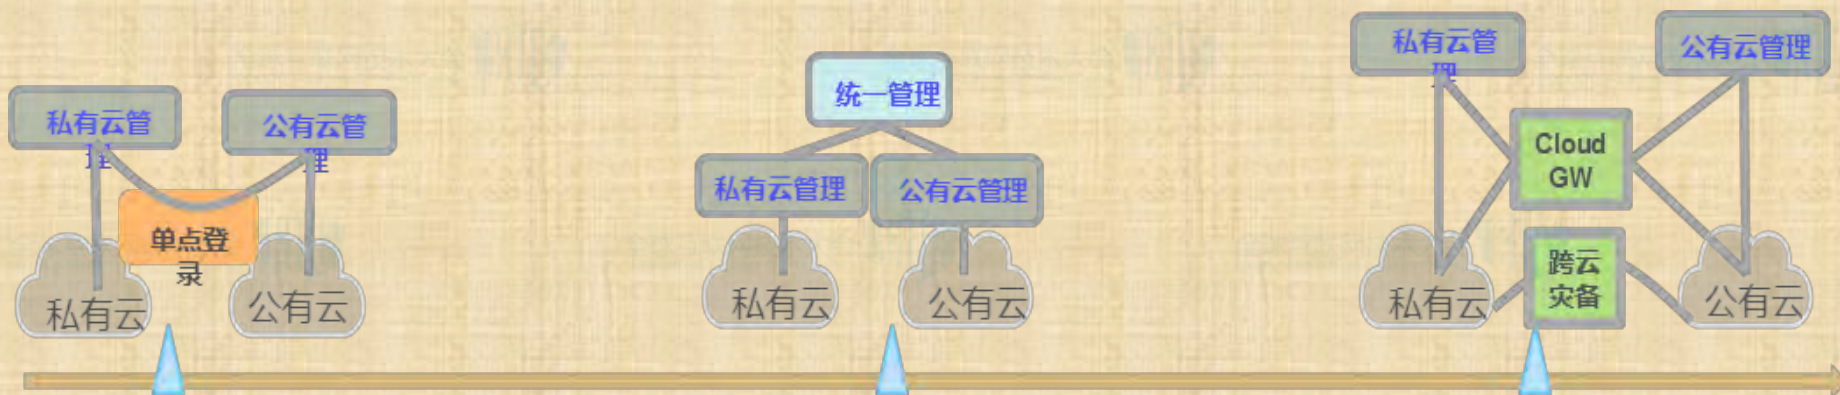 私有云管
理
公有云管
理
单点登
录
私有云
公有云
统一管理
私有云管理
公有云管理
私有云
公有云
私有云管
理
公有云管理
Cloud
GW
跨云
灾备
私有云
公有云